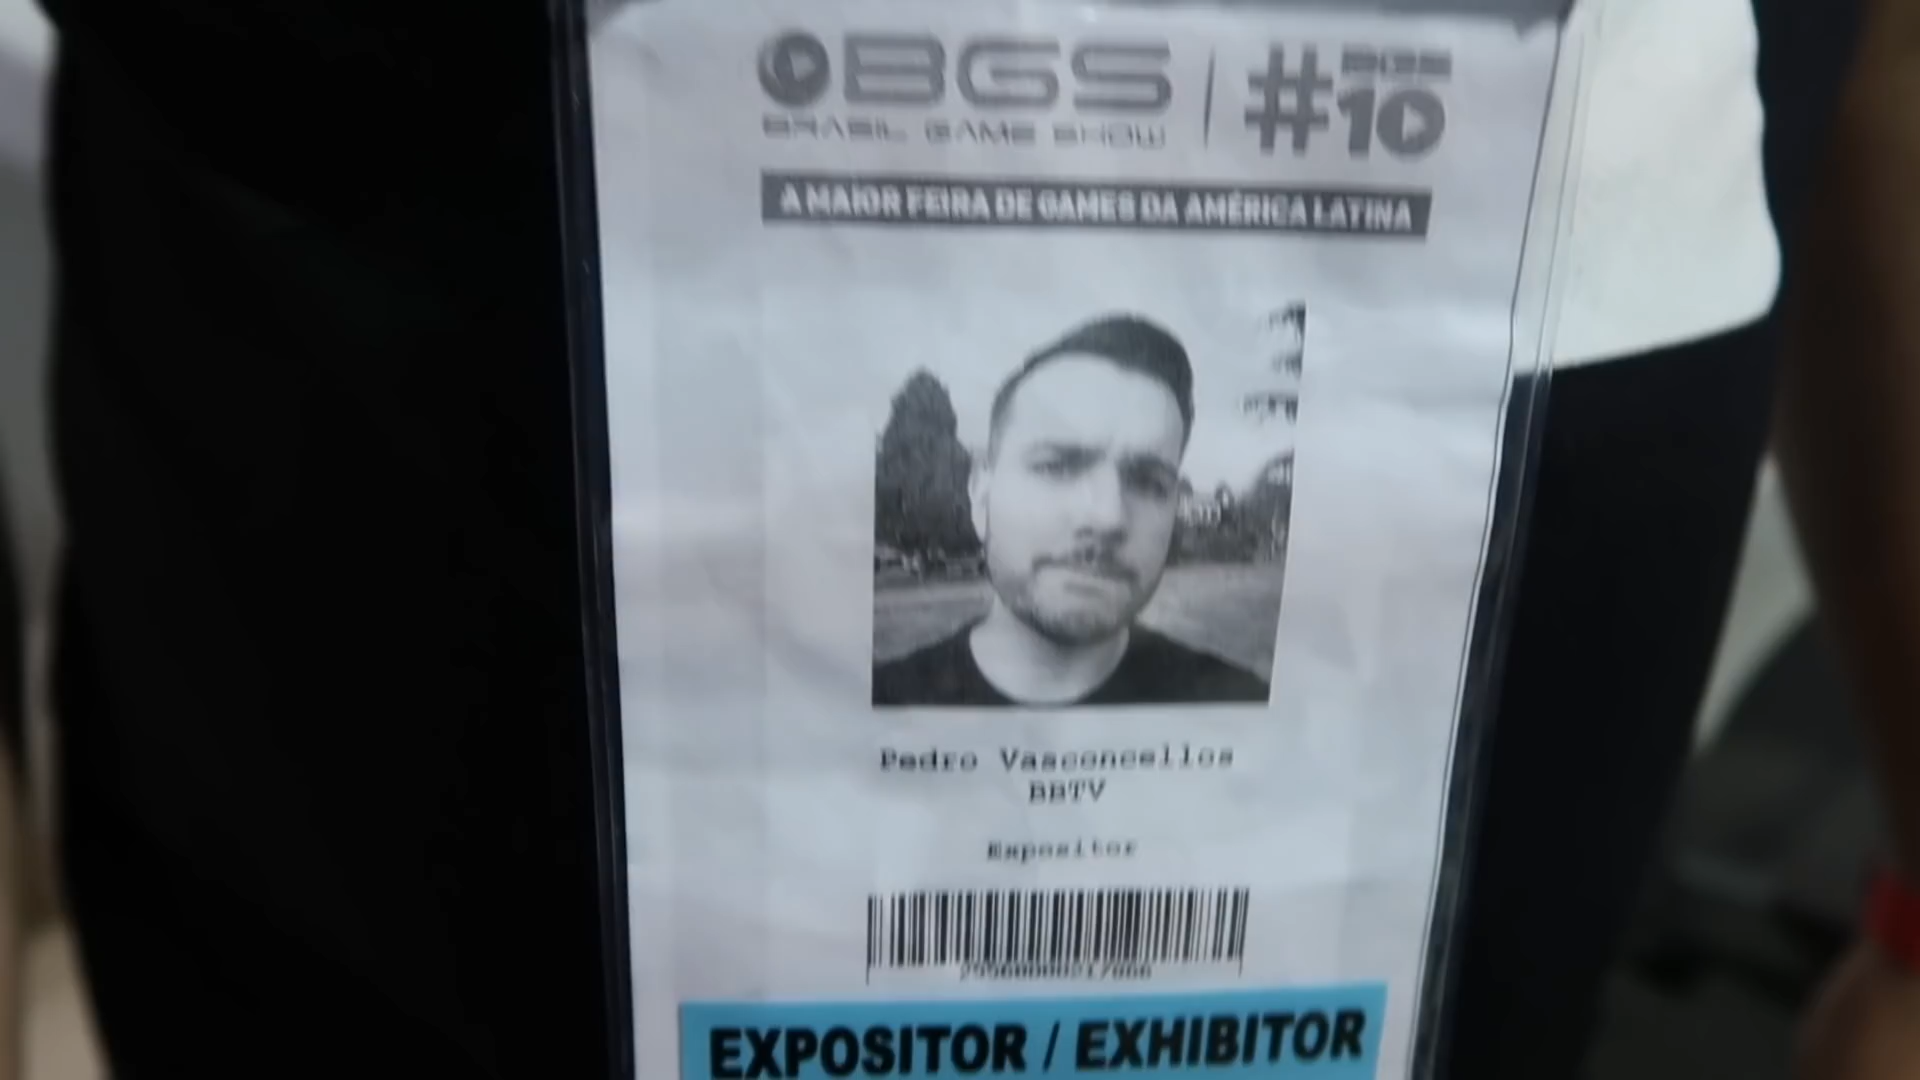 BGS
BRASIL GAME SHOW
#10
A MAIOR FEIRA DE GAMES DA AMÉRICA LATINA
Pedro Vasconcellos
BBTV
Expositor
EXPOSITOR / EXHIBITOR